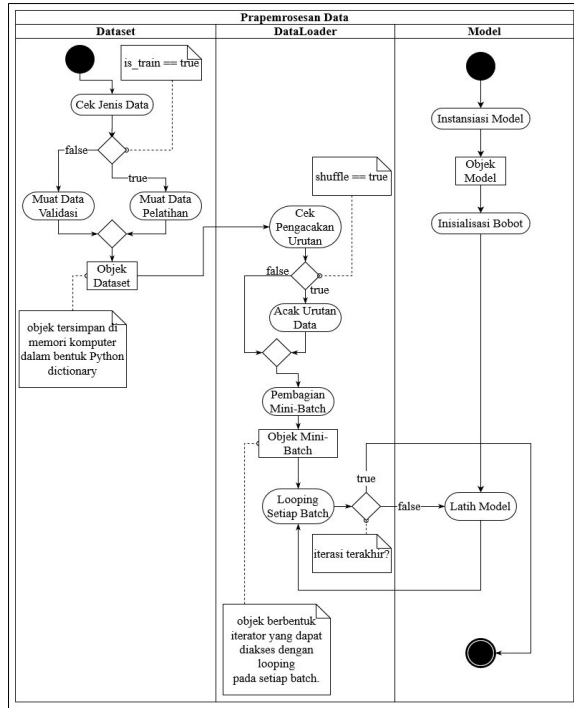 Prapemrosesan Data
Dataset
DataLoader
Model
is_train == true
Cek Jenis Data
false
true
Muat Data
Validasi
Muat Data
Pelatihan
Objek
Dataset
objek tersimpan di
memori komputer
dalam bentuk Python
dictionary
shuffle == true
Cek
Pengacakan
Urutan
false
true
Acak Urutan
Data
Pembagian
Mini-Batch
Objek Mini-
Batch
Looping
Setiap Batch
true
false
iterasi terakhir?
objek berbentuk
iterator yang dapat
diakses dengan
looping
pada setiap batch.
Instansiasi Model
Objek
Model
Inisialisasi Bobot
Latih Model